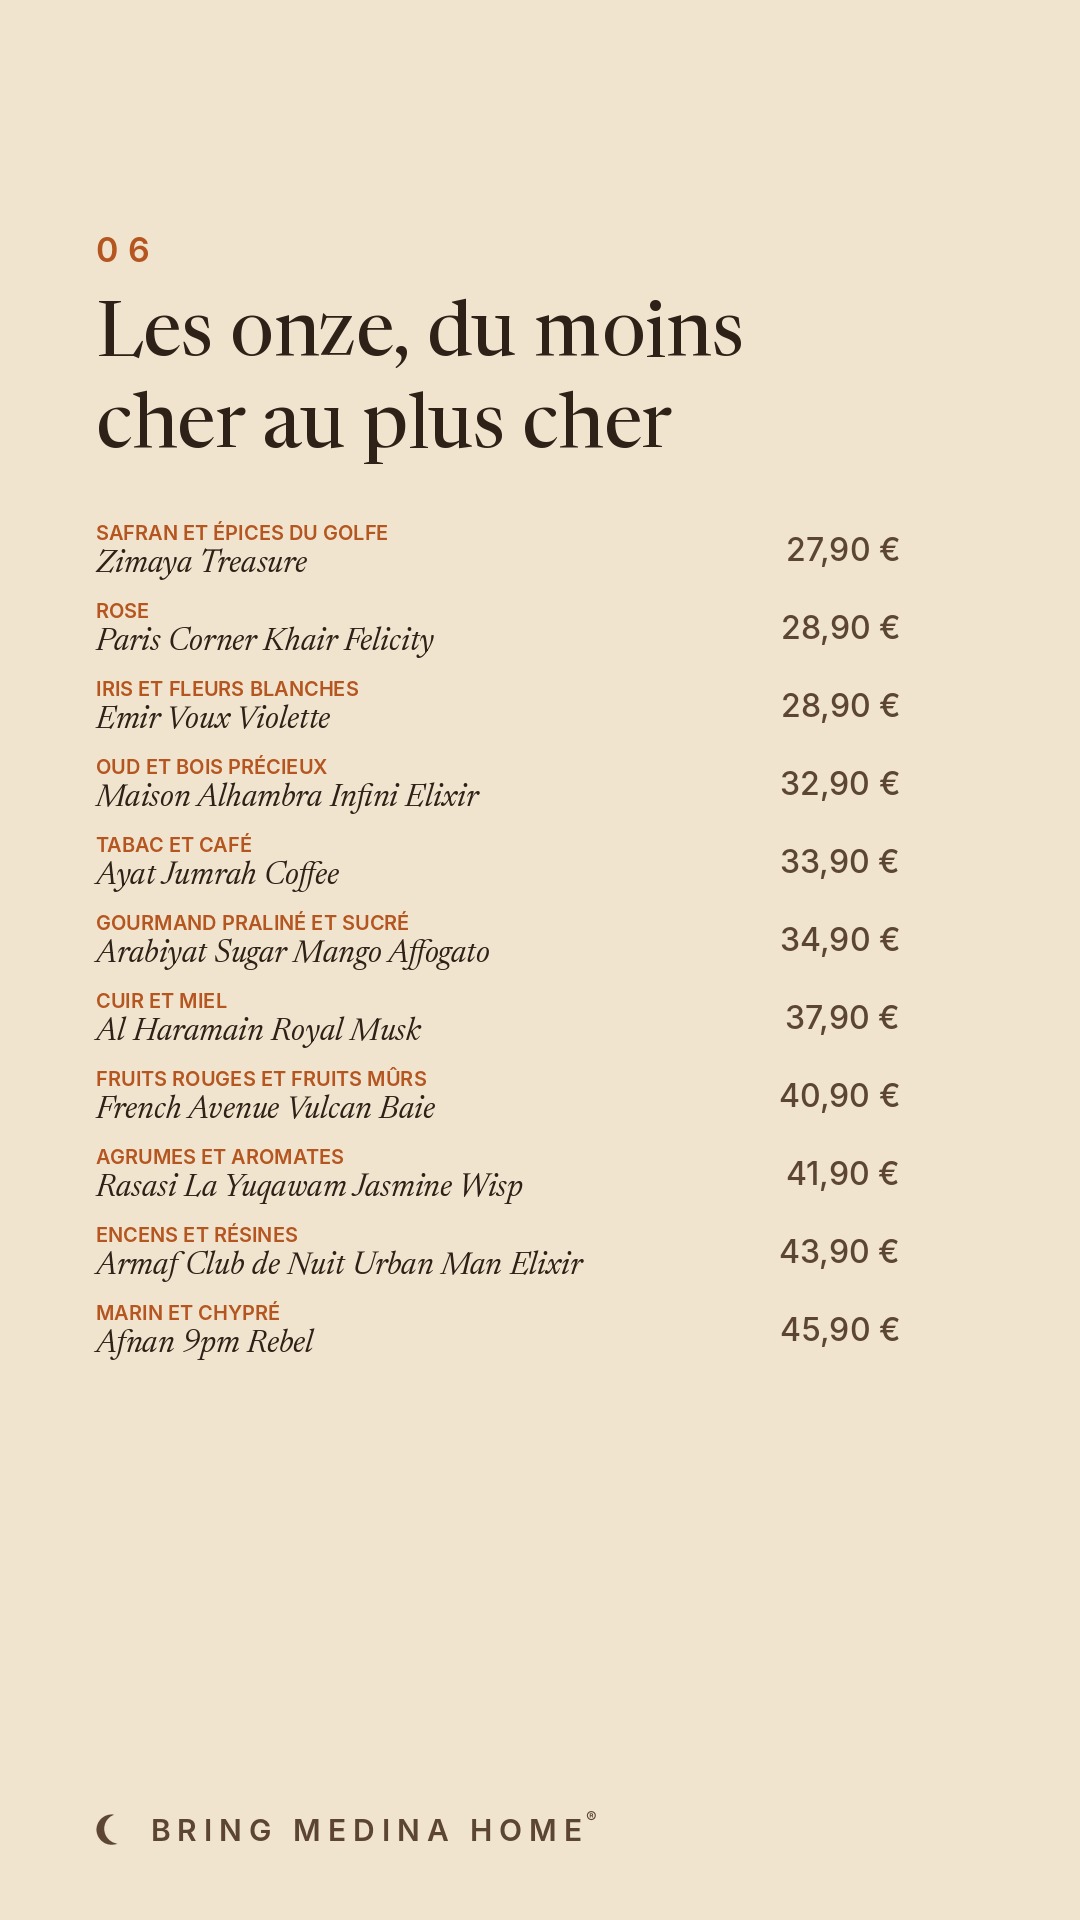 06
Les onze, du moins
cher au plus cher
SAFRAN ET ÉPICES DU GOLFE
Zimaya Treasure
27,90 €
ROSE
Paris Corner Khair Felicity
28,90 €
IRIS ET FLEURS BLANCHES
Emir Voux Violette
28,90 €
OUD ET BOIS PRÉCIEUX
Maison Alhambra Infini Elixir
32,90 €
TABAC ET CAFÉ
Ayat Jumrah Coffee
33,90 €
GOURMAND PRALINÉ ET SUCRÉ
Arabiyat Sugar Mango Affogato
34,90 €
CUIR ET MIEL
Al Haramain Royal Musk
37,90 €
FRUITS ROUGES ET FRUITS MÛRS
French Avenue Vulcan Baie
40,90 €
AGRUMES ET AROMATES
Rasasi La Yuqawam Jasmine Wisp
41,90 €
ENCENS ET RÉSINES
Armaf Club de Nuit Urban Man Elixir
43,90 €
MARIN ET CHYPRÉ
Afnan 9pm Rebel
45,90 €
BRING MEDINA HOME®